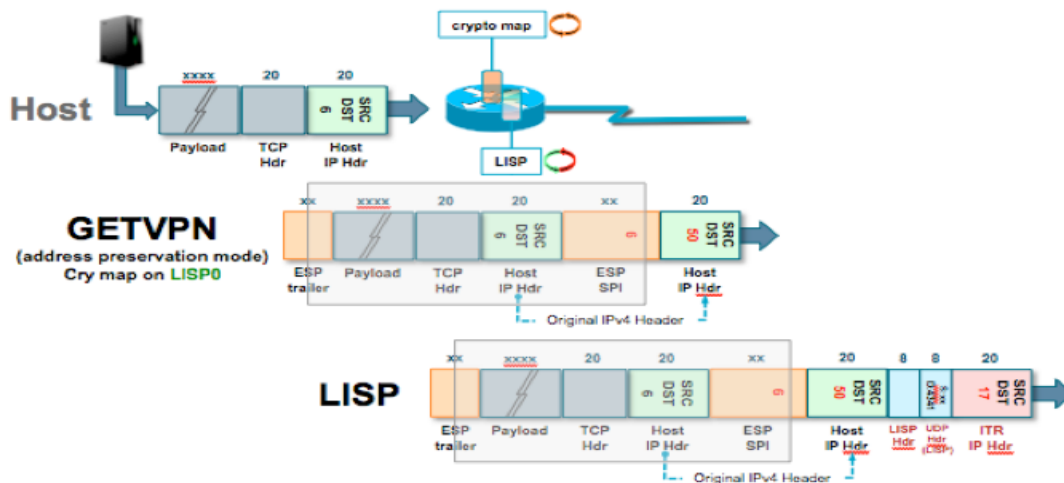 crypto map
xxxx 20 20
Host
SRC
DST
6
Payload
TCP
Hdr
Host
IP Hdr
LISP
xx xxxx 20 20 xx 20
GETVPN
(address preservation mode)
Cry map on LISP0
SRC
DST
6
6
SRC
DST
50
ESP
trailer
Payload
TCP
Hdr
Host
IP Hdr
ESP
SPI
Host
IP Hdr
Original IPv4 Header
xx xxxx 20 20 xx 20 8 8 20
LISP
SRC
DST
6
6
SRC
DST
50
SRC
DST
17
ESP
trailer
Payload
TCP
Hdr
Host
IP Hdr
ESP
SPI
Host
IP Hdr
LISP
Hdr
UDP
Hdr
(LISP)
ITR
IP Hdr
Original IPv4 Header